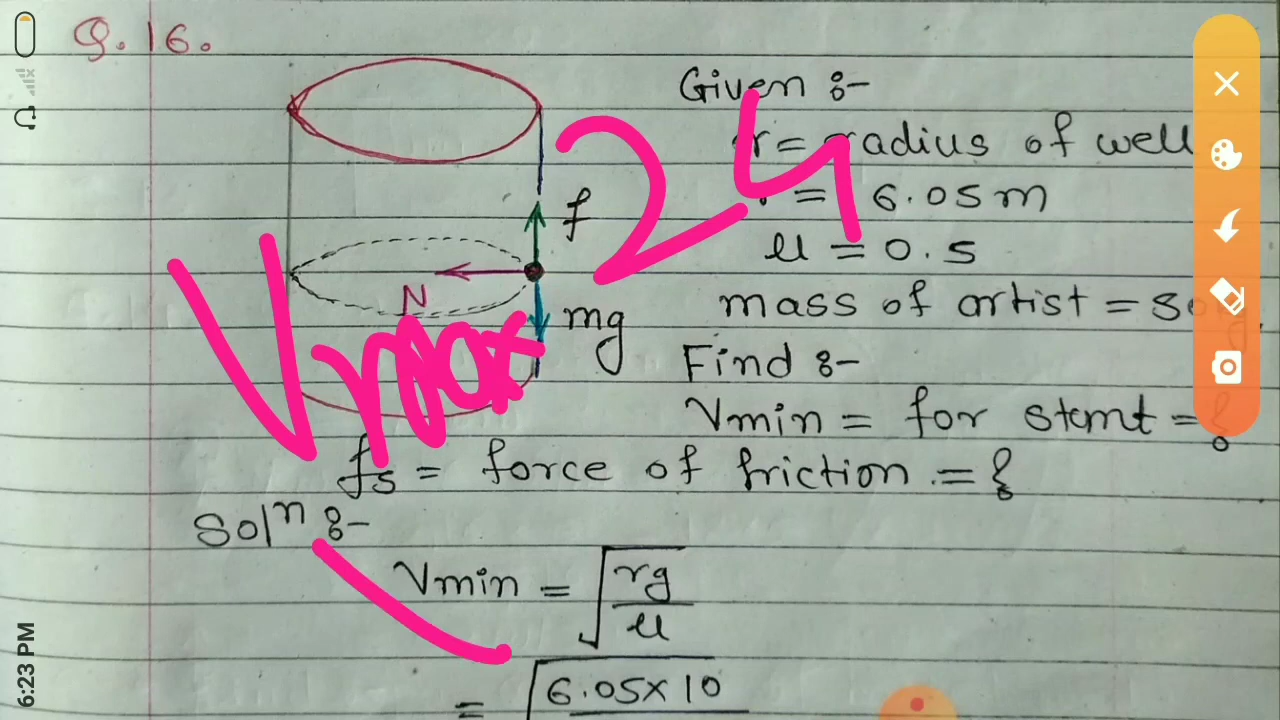 Q. 16.
Given :-
r = radius of well
= 6.05 m
24
μ = 0.5
f
N
mg
mass of artist =
Vmax
Find :-
Vmin = for stamt = {
fs = force of friction = {
Solⁿ :-
Vmin = √rg/μ
= √6.05 × 10
6:23 PM